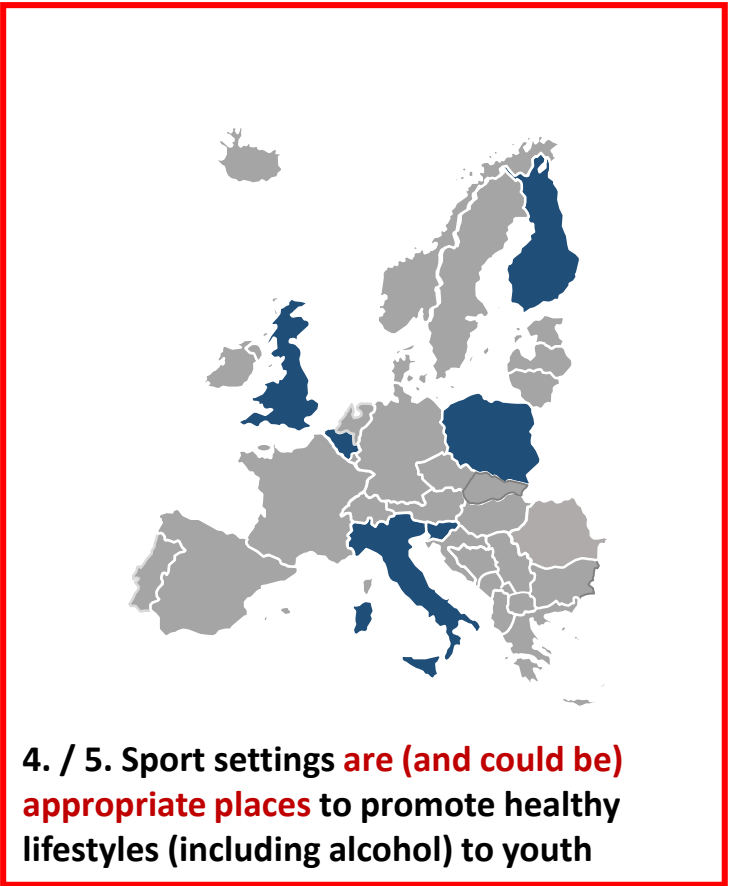 4. / 5. Sport settings are (and could be)
appropriate places to promote healthy
lifestyles (including alcohol) to youth